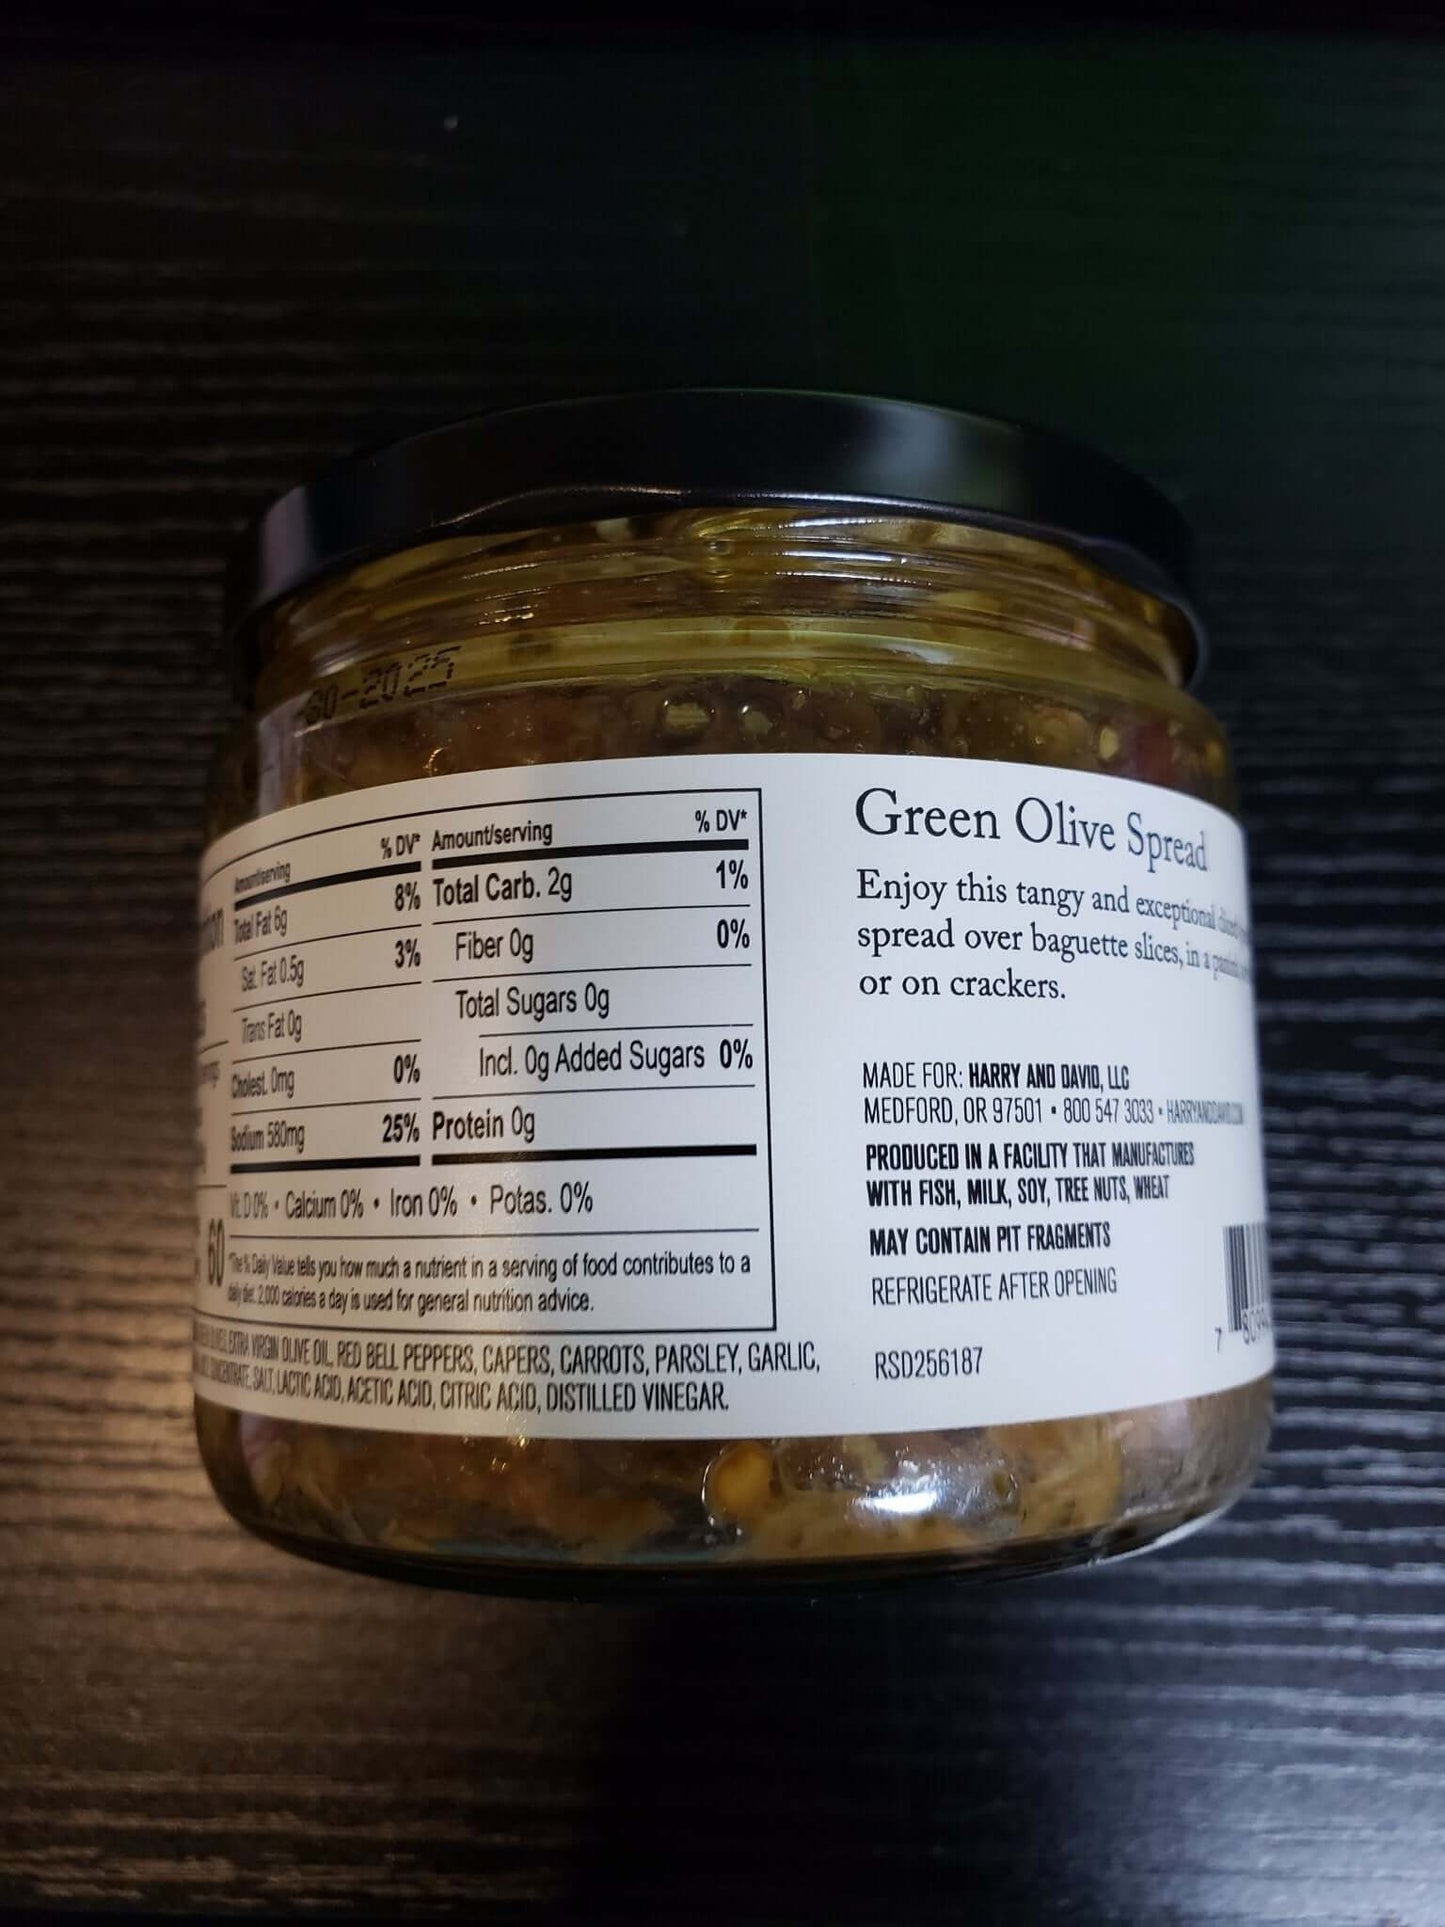 80-2025
Amount/serving % DV*
Total Fat 6g 8%
Sat. Fat 0.5g 3%
Trans Fat 0g
Cholest. 0mg 0%
Sodium 580mg 25%
Amount/serving % DV*
Total Carb. 2g 1%
Fiber 0g 0%
Total Sugars 0g
Incl. 0g Added Sugars 0%
Protein 0g
Vit. D 0% • Calcium 0% • Iron 0% • Potas. 0%
60
*The % Daily Value tells you how much a nutrient in a serving of food contributes to a
daily diet. 2,000 calories a day is used for general nutrition advice.
EXTRA VIRGIN OLIVE OIL, RED BELL PEPPERS, CAPERS, CARROTS, PARSLEY, GARLIC,
CONCENTRATE, SALT, LACTIC ACID, ACETIC ACID, CITRIC ACID, DISTILLED VINEGAR.
Green Olive Spread
Enjoy this tangy and exceptional
spread over baguette slices, in a
or on crackers.
MADE FOR: HARRY AND DAVID, LLC
MEDFORD, OR 97501 • 800 547 3033 • HARRYANDDAVID.COM
PRODUCED IN A FACILITY THAT MANUFACTURES
WITH FISH, MILK, SOY, TREE NUTS, WHEAT
MAY CONTAIN PIT FRAGMENTS
REFRIGERATE AFTER OPENING
RSD256187
7